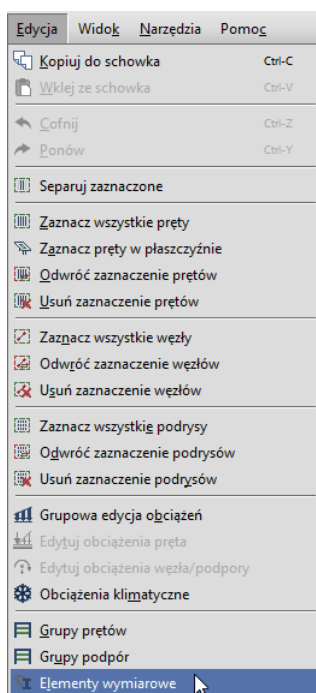 Edycja Widok Narzędzia Pomoc
Kopiuj do schowka Ctrl-C
Wklej ze schowka Ctrl-V
Cofnij Ctrl-Z
Ponów Ctrl-Y
Separuj zaznaczone
Zaznacz wszystkie pręty
Zaznacz pręty w płaszczyźnie
Odwróć zaznaczenie prętów
Usuń zaznaczenie prętów
Zaznacz wszystkie węzły
Odwróć zaznaczenie węzłów
Usuń zaznaczenie węzłów
Zaznacz wszystkie podrysy
Odwróć zaznaczenie podrysów
Usuń zaznaczenie podrysów
Grupowa edycja obciążeń
Edytuj obciążenia pręta
Edytuj obciążenia węzła/podpory
Obciążenia klimatyczne
Grupy prętów
Grupy podpór
Elementy wymiarowe